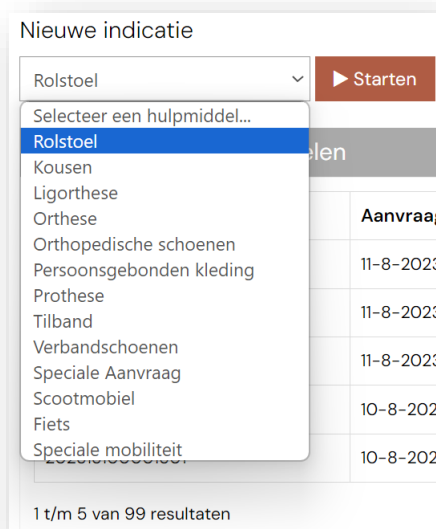 Nieuwe indicatie
Rolstoel
Starten
Selecteer een hulpmiddel...
Rolstoel
elen
Kousen
Ligorthese
Orthese
Aanvraag
Orthopedische schoenen
Persoonsgebonden kleding
11-8-2023
Prothese
Tilband
11-8-2023
Verbandschoenen
11-8-2023
Speciale Aanvraag
Scootmobiel
10-8-202
Fiets
Speciale mobiliteit
10-8-202
1 t/m 5 van 99 resultaten